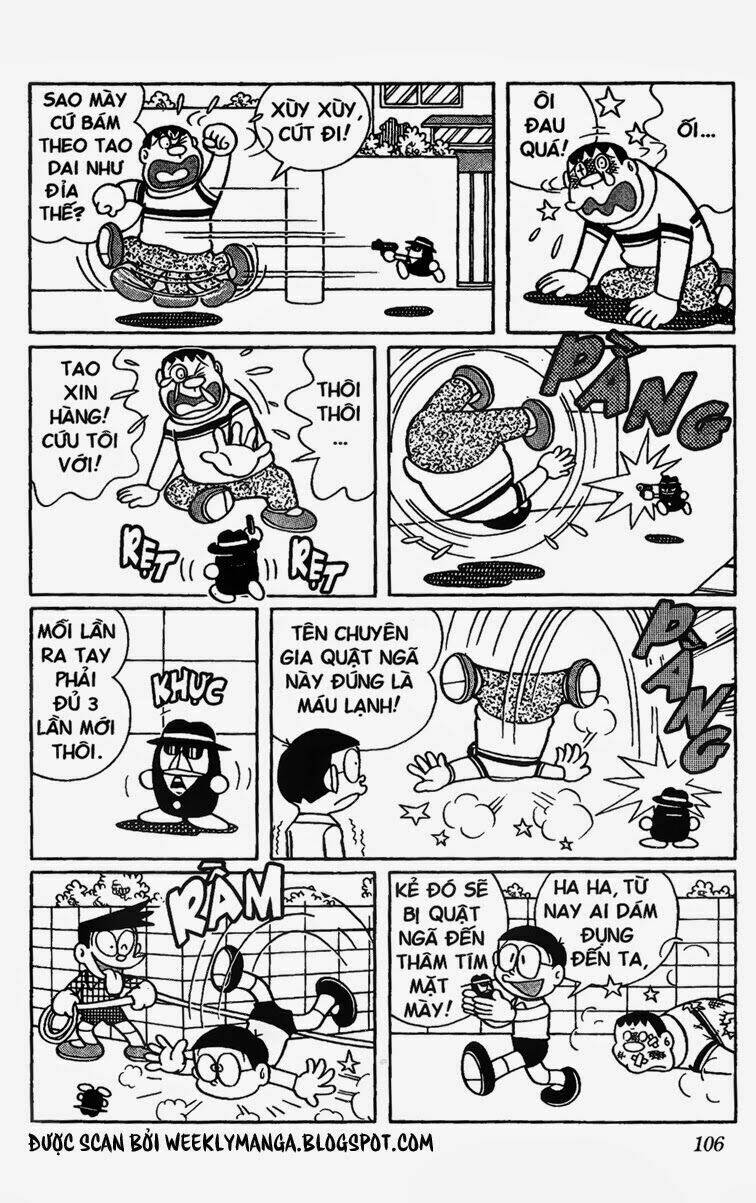 SAO MÀY
CỨ BÁM
THEO TAO
DAI NHƯ
ĐỈA
THẾ?
XÙY XÙY,
CÚT ĐI!
ÔI
ĐAU
QUÁ!
ỐI...
TAO
XIN
HÀNG!
CỨU TÔI
VỚI!
THÔI
THÔI
...
RẸT
RẸT
PẰNG
MỖI LẦN
RA TAY
PHẢI
ĐỦ 3
LẦN MỚI
THÔI.
KHỰC
TÊN CHUYÊN
GIA QUẬT NGÃ
NÀY ĐÚNG LÀ
MÁU LẠNH!
PẰNG
RẦM
KẺ ĐÓ SẼ
BỊ QUẬT
NGÃ ĐẾN
THÂM TÍM
MẶT
MÀY!
HA HA, TỪ
NAY AI DÁM
ĐỤNG
ĐẾN TA,
ĐƯỢC SCAN BỞI WEEKLYMANGA.BLOGSPOT.COM
106